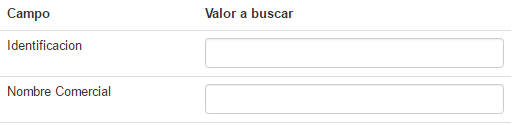 Campo Valor a buscar
Identificacion
Nombre Comercial